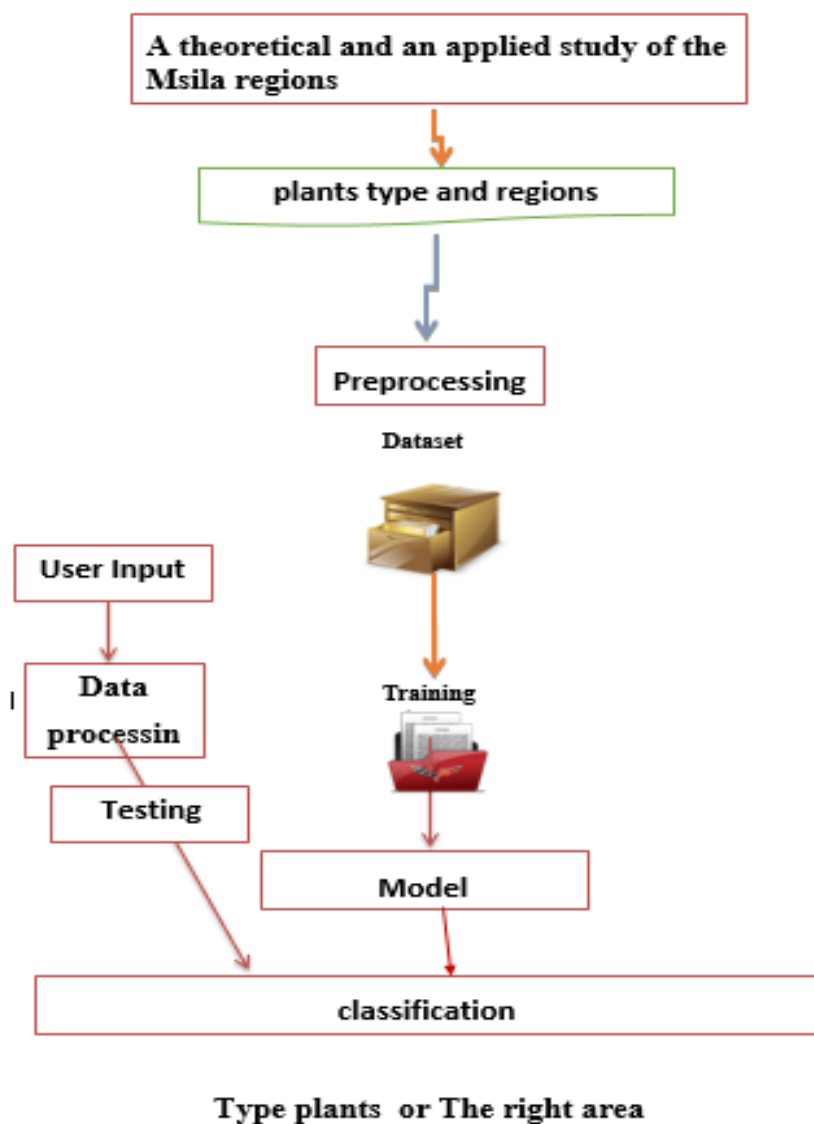 A theoretical and an applied study of the
Msila regions
plants type and regions
Preprocessing
Dataset
User Input
Data
processin
Training
Testing
Model
classification
Type plants or The right area